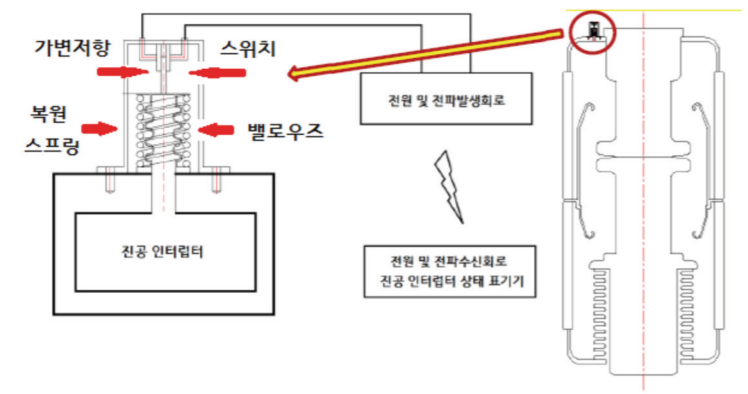 가변저항
스위치
복원
스프링
밸로우즈
전원 및 전파발생회로
진공 인터럽터
전원 및 전파수신회로
진공 인터럽터 상태 표기기